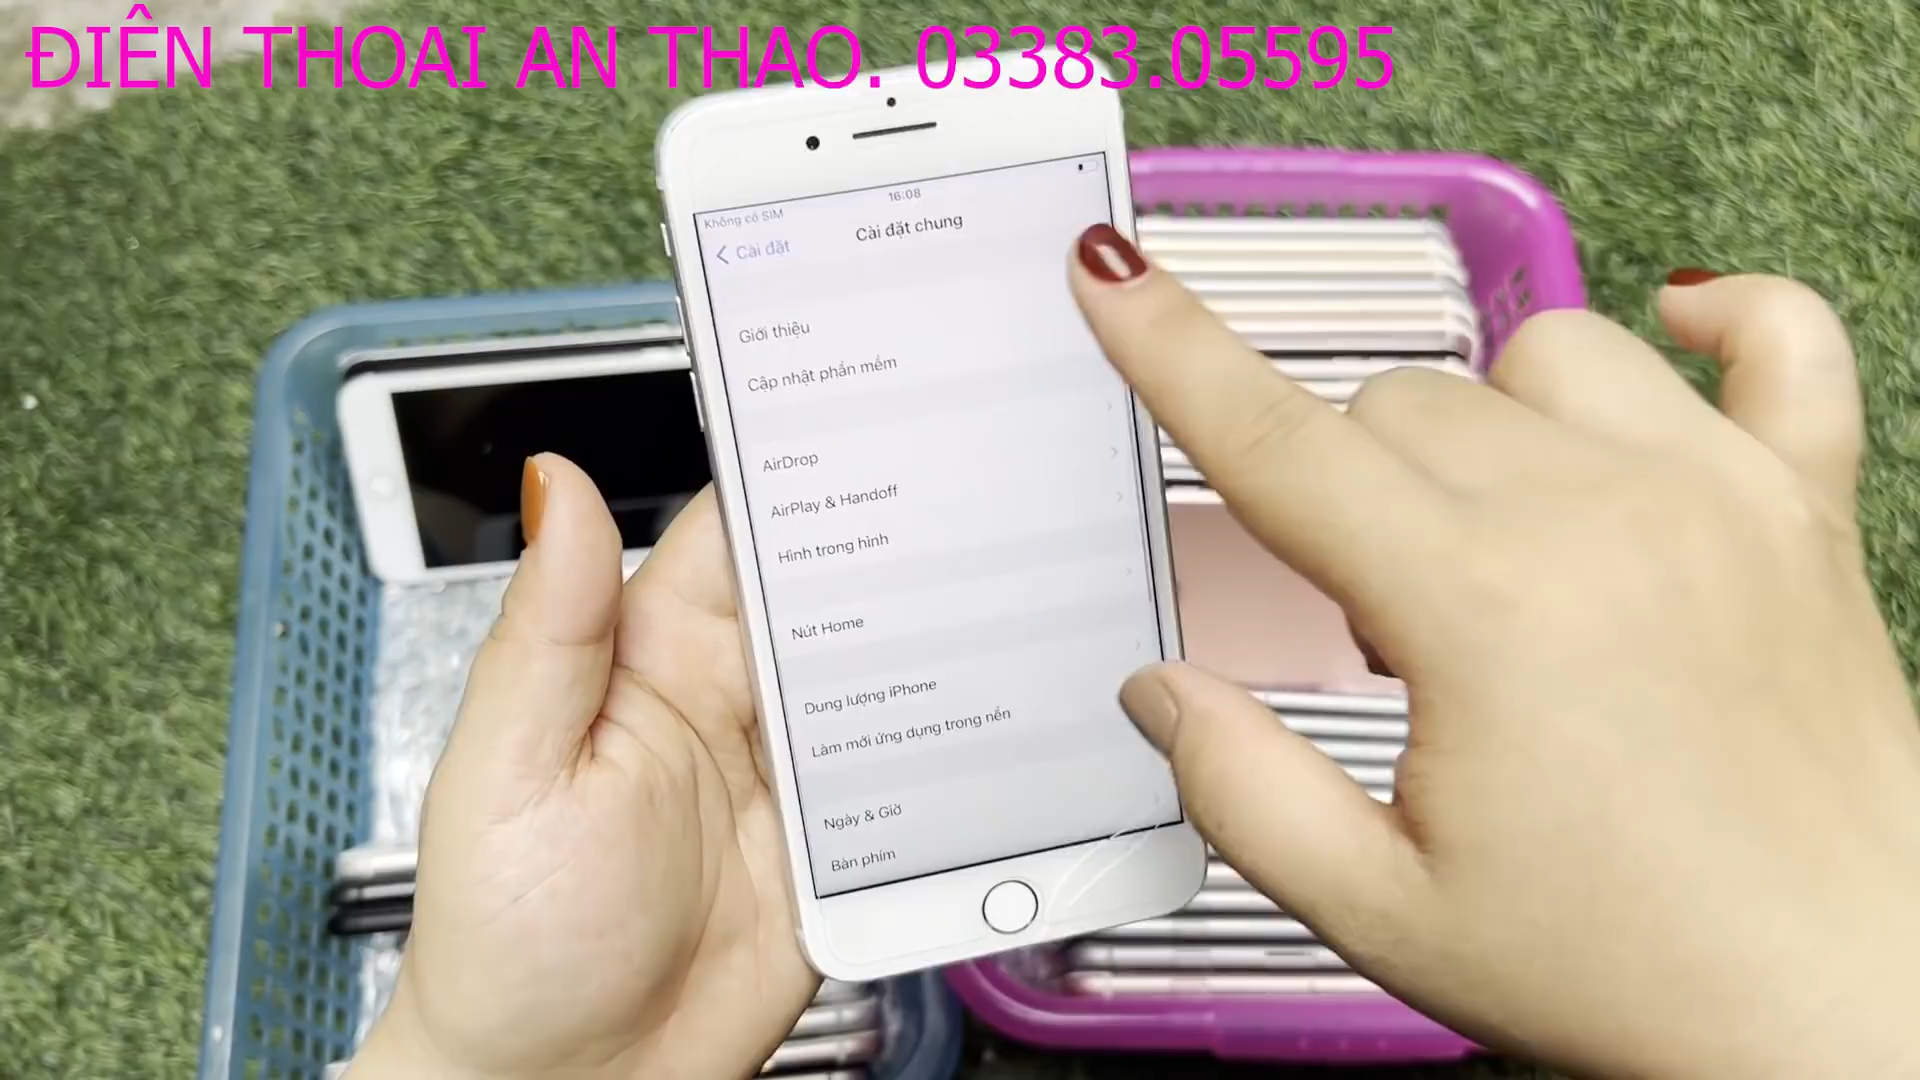 ĐIÊN THOAI AN THAO. 03383.05595
Không có SIM
16:08
Cài đặt
Cài đặt chung
Giới thiệu
Cập nhật phần mềm
AirDrop
AirPlay & Handoff
Hình trong hình
Nút Home
Dung lượng iPhone
Làm mới ứng dụng trong nền
Ngày & Giờ
Bàn phím